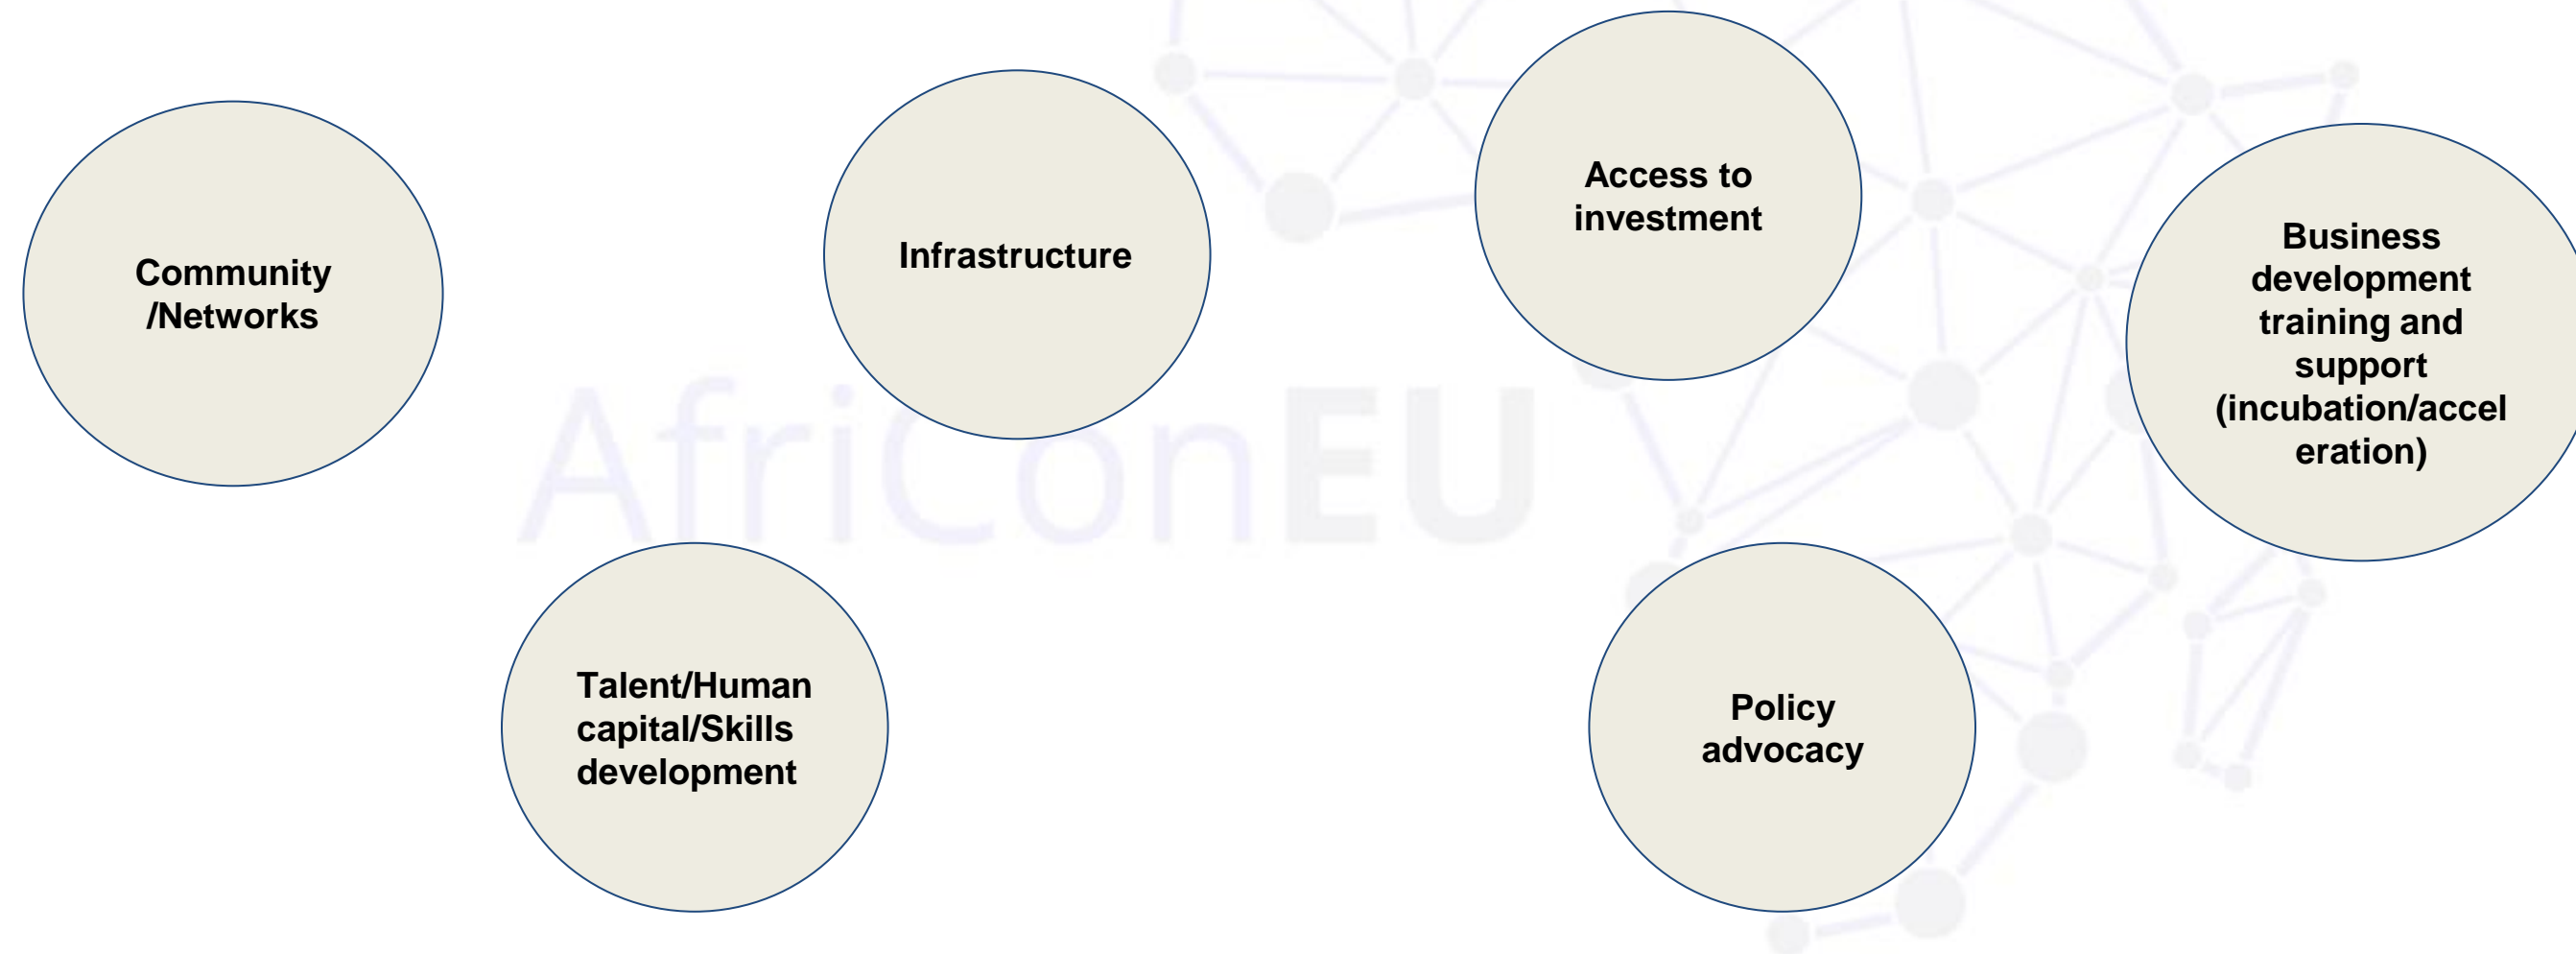 Community
/Networks
Infrastructure
Access to
investment
Business
development
training and
support
(incubation/accel
eration)
AfriConEU
Talent/Human
capital/Skills
development
Policy
advocacy